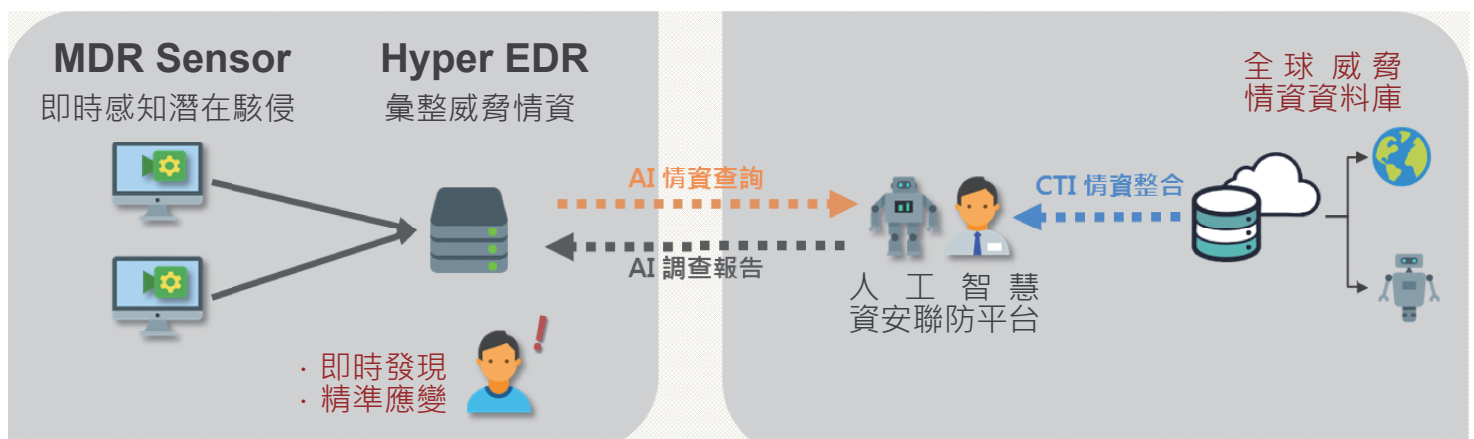 MDR Sensor
即時感知潛在駭侵
Hyper EDR
彙整威脅情資
· 即時發現
· 精準應變
AI 情資查詢
AI 調查報告
人工智慧
資安聯防平台
CTI 情資整合
全球威脅
情資資料庫